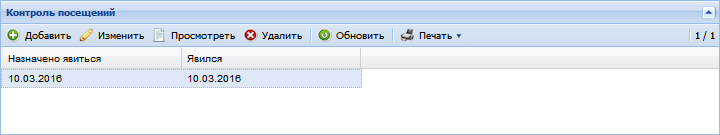 Контроль посещений
Добавить Изменить Просмотреть Удалить Обновить Печать 1 / 1
Назначено явиться Явился
10.03.2016 10.03.2016